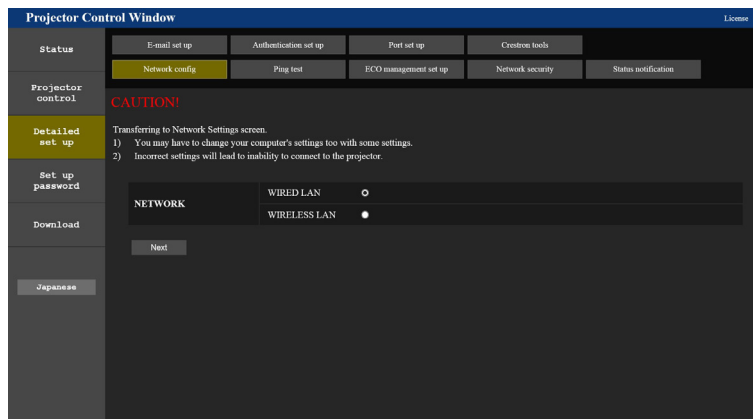 Projector Control Window
License
Status
E-mail set up
Authentication set up
Port set up
Crestron tools
Network config
Ping test
ECO management set up
Network security
Status notification
Projector
control
Detailed
set up
Set up
password
Download
Japanese
CAUTION!
Transferring to Network Settings screen.
1) You may have to change your computer's settings too with some settings.
2) Incorrect settings will lead to inability to connect to the projector.
NETWORK
WIRED LAN
WIRELESS LAN
Next